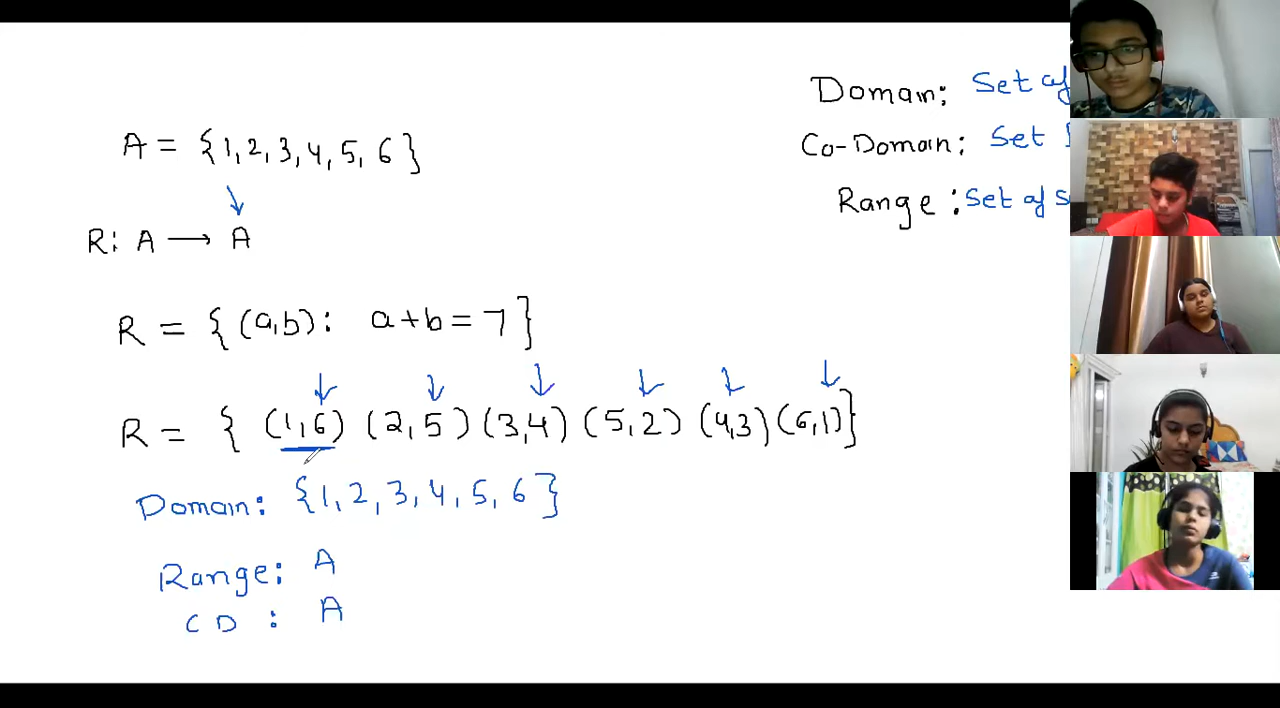 A = {1, 2, 3, 4, 5, 6}
R: A → A
R = {(a,b): a+b = 7}
R = { (1,6) (2,5) (3,4) (5,2) (4,3) (6,1)}
Domain: {1, 2, 3, 4, 5, 6}
Range: A
CD : A
Domain: Set of
Co-Domain: Set
Range : Set of S